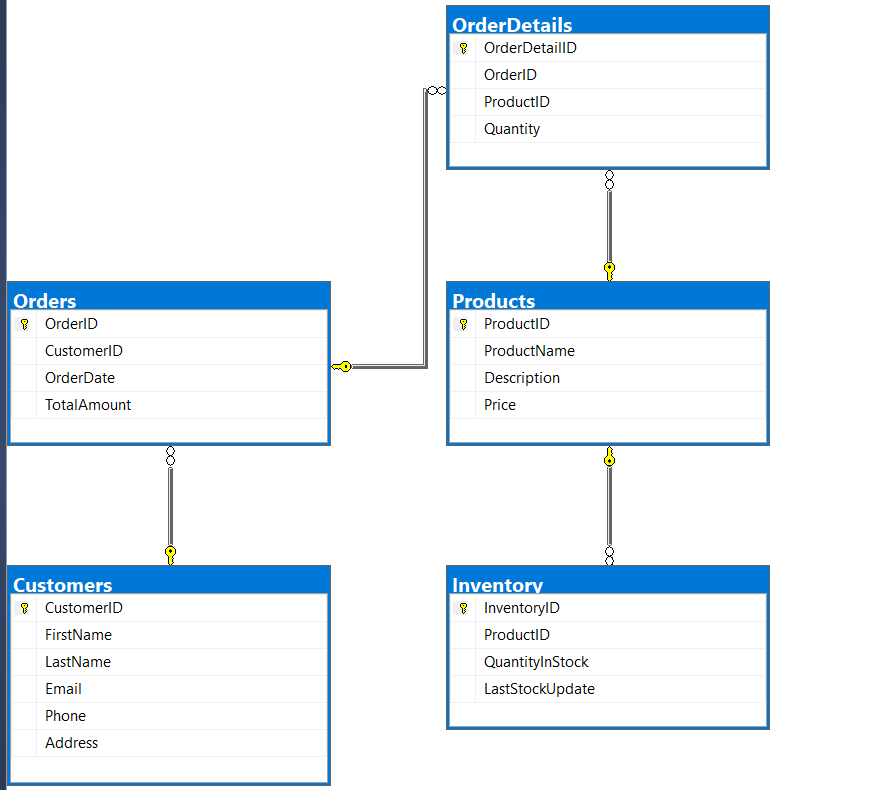 OrderDetails
OrderDetailID
OrderID
ProductID
Quantity
Orders
OrderID
CustomerID
OrderDate
TotalAmount
Products
ProductID
ProductName
Description
Price
Customers
CustomerID
FirstName
LastName
Email
Phone
Address
Inventory
InventoryID
ProductID
QuantityInStock
LastStockUpdate